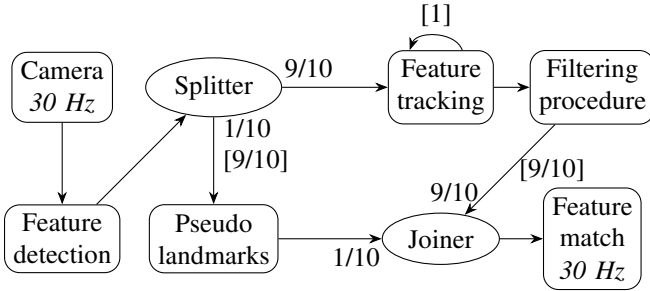 [1]
Camera
30 Hz
Splitter
9/10
Feature
tracking
Filtering
procedure
1/10
[9/10]
[9/10]
9/10
Feature
detection
Pseudo
landmarks
1/10
Joiner
Feature
match
30 Hz